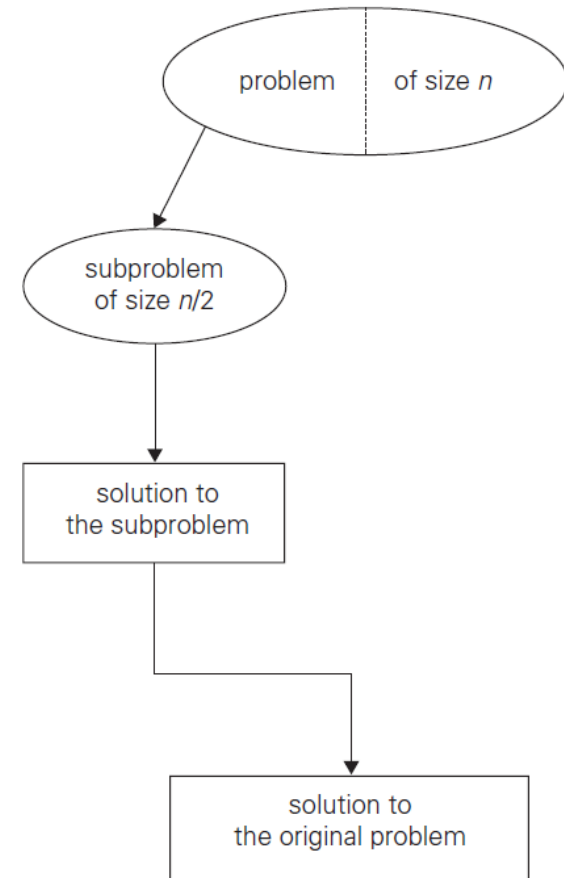 problem of size n
subproblem
of size n/2
solution to
the subproblem
solution to
the original problem